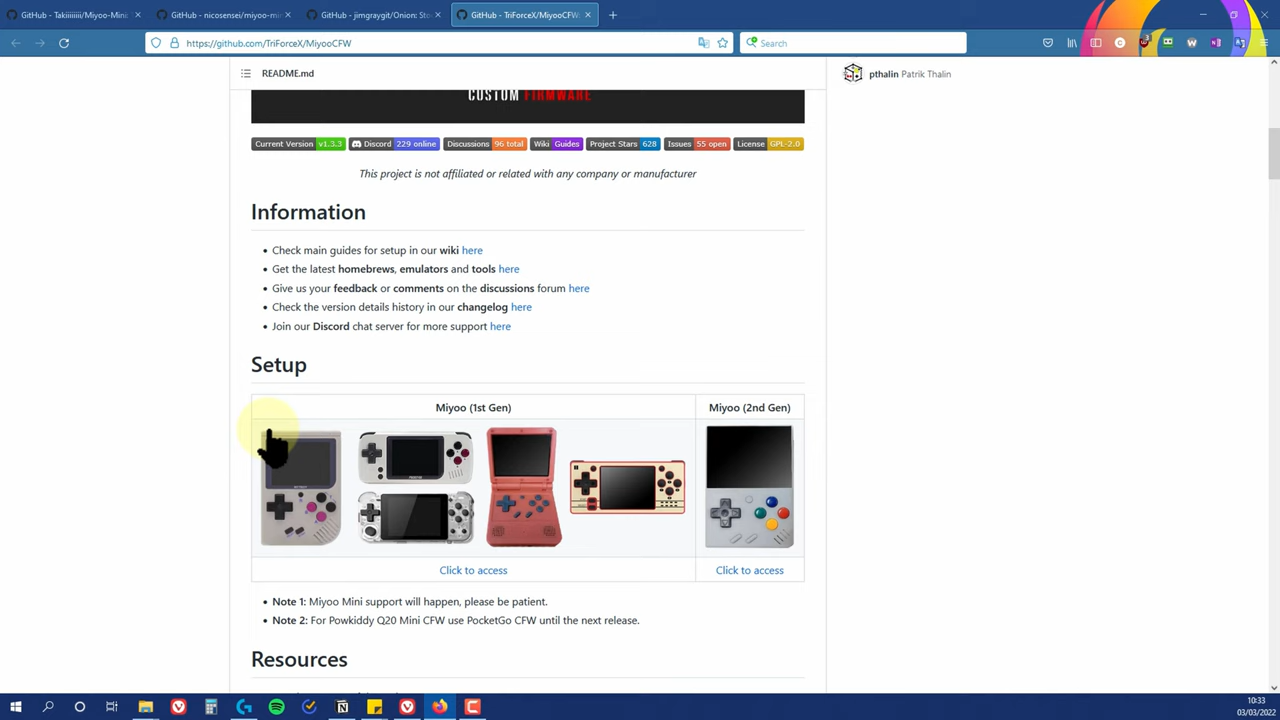 GitHub - Takiiiiiiii/Miyoo-Mini
GitHub - nicosensei/miyoo-mi
GitHub - jimgraygit/Onion: Sto
GitHub - TriForceX/MiyooCFW
https://github.com/TriForceX/MiyooCFW
Search
README.md
pthalin Patrik Thalin
CUSTOM FIRMWARE
Current Version v1.3.3 Discord 229 online Discussions 96 total Wiki Guides Project Stars 628 Issues 55 open License GPL-2.0
This project is not affiliated or related with any company or manufacturer
Information
Check main guides for setup in our wiki here
Get the latest homebrews, emulators and tools here
Give us your feedback or comments on the discussions forum here
Check the version details history in our changelog here
Join our Discord chat server for more support here
Setup
Miyoo (1st Gen) Miyoo (2nd Gen)
Click to access Click to access
Note 1: Miyoo Mini support will happen, please be patient.
Note 2: For Powkiddy Q20 Mini CFW use PocketGo CFW until the next release.
Resources
10:33
03/03/2022